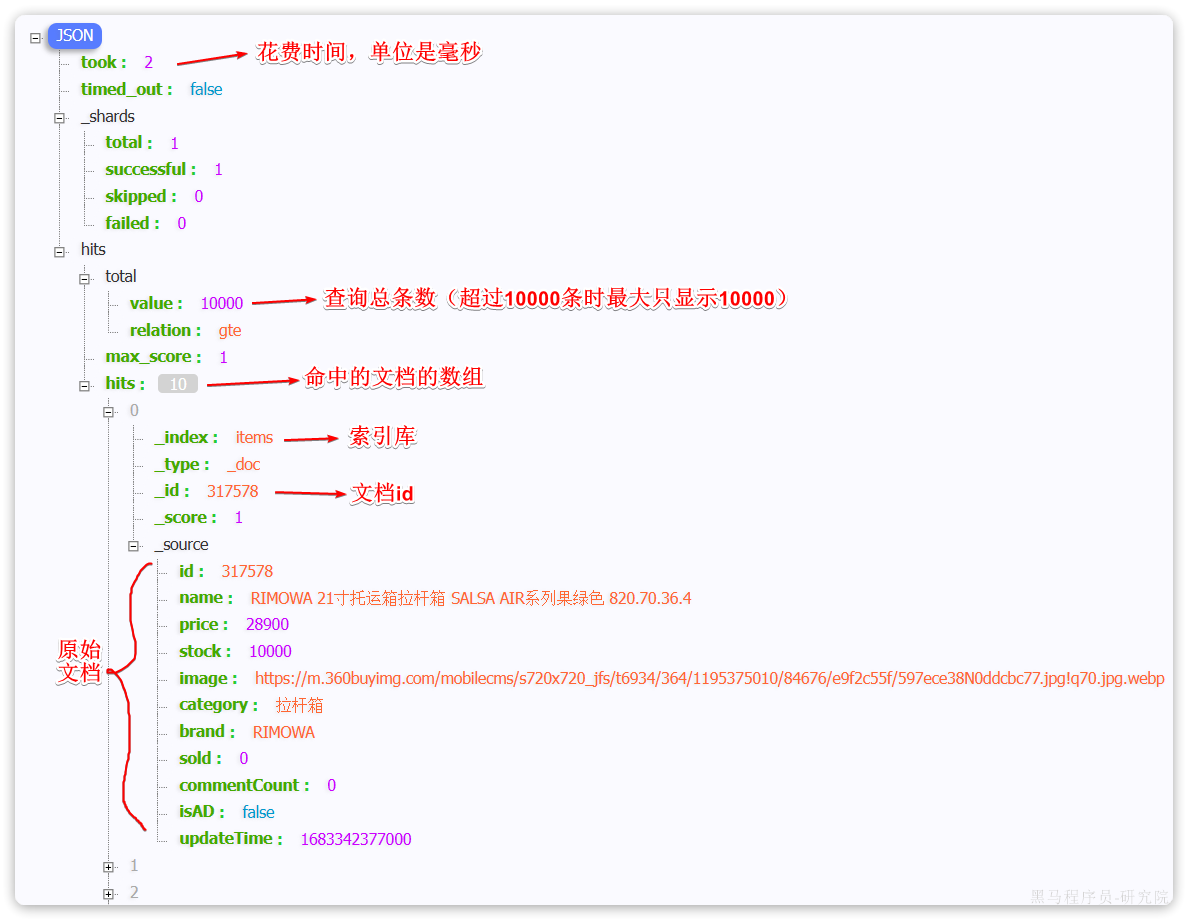 JSON
took : 2 花费时间，单位是毫秒
timed_out : false
_shards
total : 1
successful : 1
skipped : 0
failed : 0
hits
total
value : 10000 查询总条数（超过10000条时最大只显示10000）
relation : gte
max_score : 1
hits : 10 命中的文档的数组
0
_index : items 索引库
_type : _doc
_id : 317578 文档id
_score : 1
_source
id : 317578
name : RIMOWA 21寸托运箱拉杆箱 SALSA AIR系列果绿色 820.70.36.4
price : 28900
stock : 10000
原始
文档
image : https://m.360buyimg.com/mobilecms/s720x720_jfs/t6934/364/1195375010/84676/e9f2c55f/597ece38N0ddcbc77.jpg!q70.jpg.webp
category : 拉杆箱
brand : RIMOWA
sold : 0
commentCount : 0
isAD : false
updateTime : 1683342377000
1
2
黑马程序员-研究院